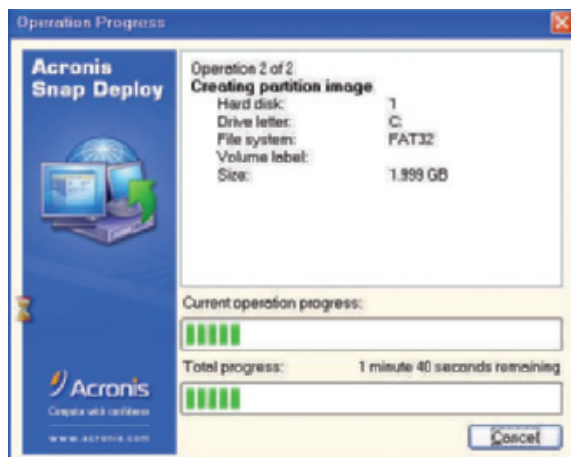 Operation Progress
Acronis
Snap Deploy
Operation 2 of 2
Creating partition image
Hard disk: 1
Drive letter: C:
File system: FAT32
Volume label:
Size: 1.999 GB
Current operation progress:
Total progress: 1 minute 40 seconds remaining
Acronis
Compute with confidence
www.acronis.com
Cancel